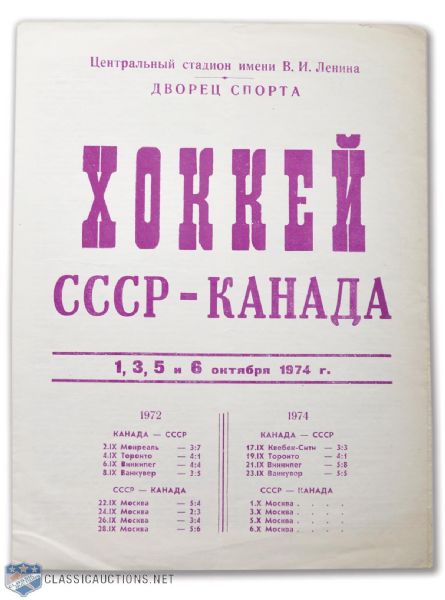 Центральный стадион имени В. И. Ленина
ДВОРЕЦ СПОРТА
ХОККЕЙ
СССР - КАНАДА
1, 3, 5 и 6 октября 1974 г.
1972
КАНАДА — СССР
2.IX Монреаль — 3:7
4.IX Торонто — 4:1
6.IX Виннипег — 4:4
8.IX Ванкувер — 3:5
СССР — КАНАДА
22.IX Москва — 5:4
24.IX Москва — 2:3
26.IX Москва — 3:4
28.IX Москва — 5:6
1974
КАНАДА — СССР
17.IX Квебек-Сити — 3:3
19.IX Торонто — 4:1
21.IX Виннипег — 5:8
23.IX Ванкувер — 5:5
СССР — КАНАДА
1.X Москва . . . .
3.X Москва . . . .
5.X Москва . . . .
6.X Москва . . . .
CLASSICAUCTIONS.NET